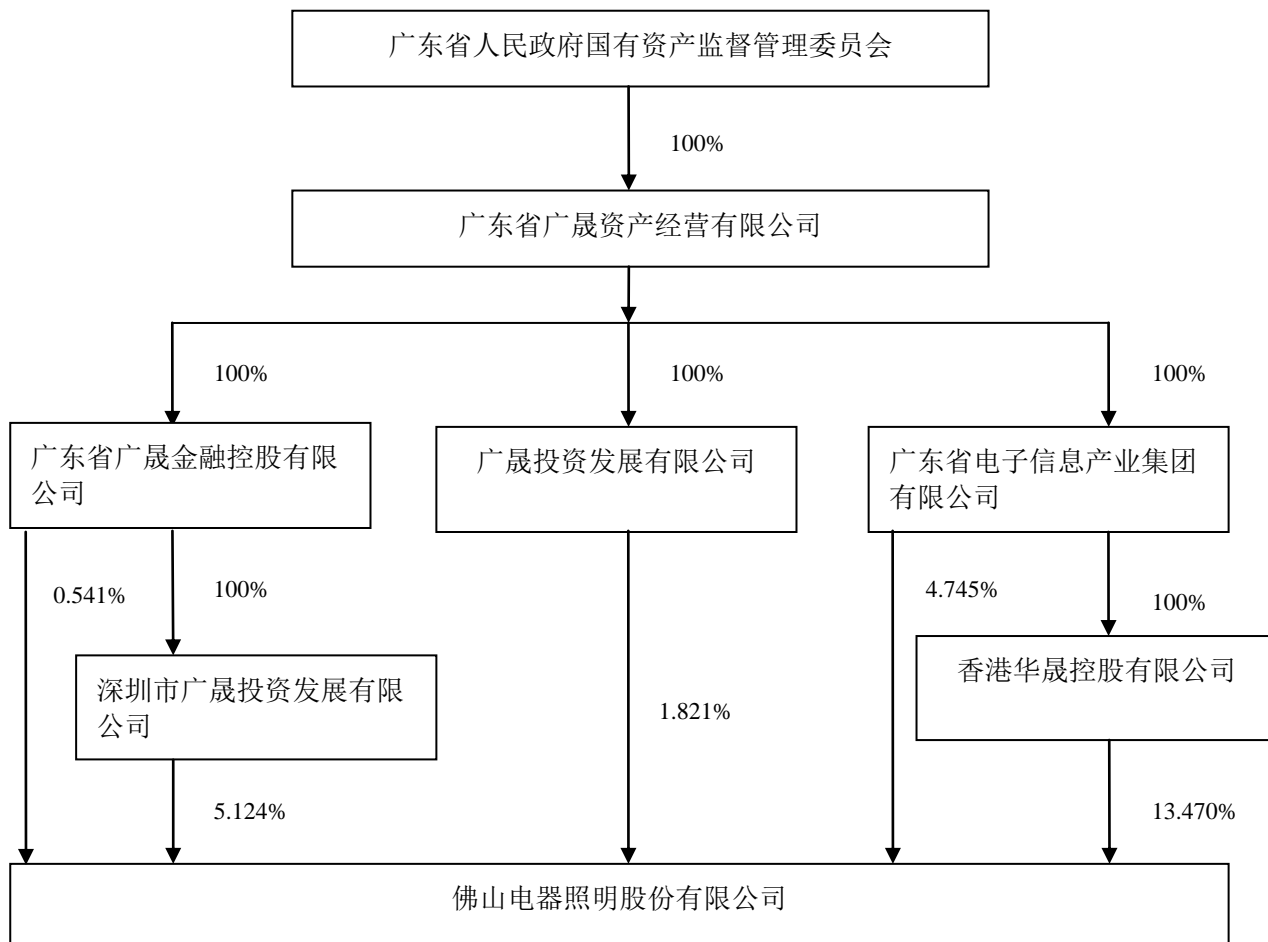 广东省人民政府国有资产监督管理委员会
100%
广东省广晟资产经营有限公司
100%
100%
100%
广东省广晟金融控股有限
公司
广晟投资发展有限公司
广东省电子信息产业集团
有限公司
0.541%
100%
4.745%
100%
深圳市广晟投资发展有限
公司
1.821%
香港华晟控股有限公司
5.124%
13.470%
佛山电器照明股份有限公司